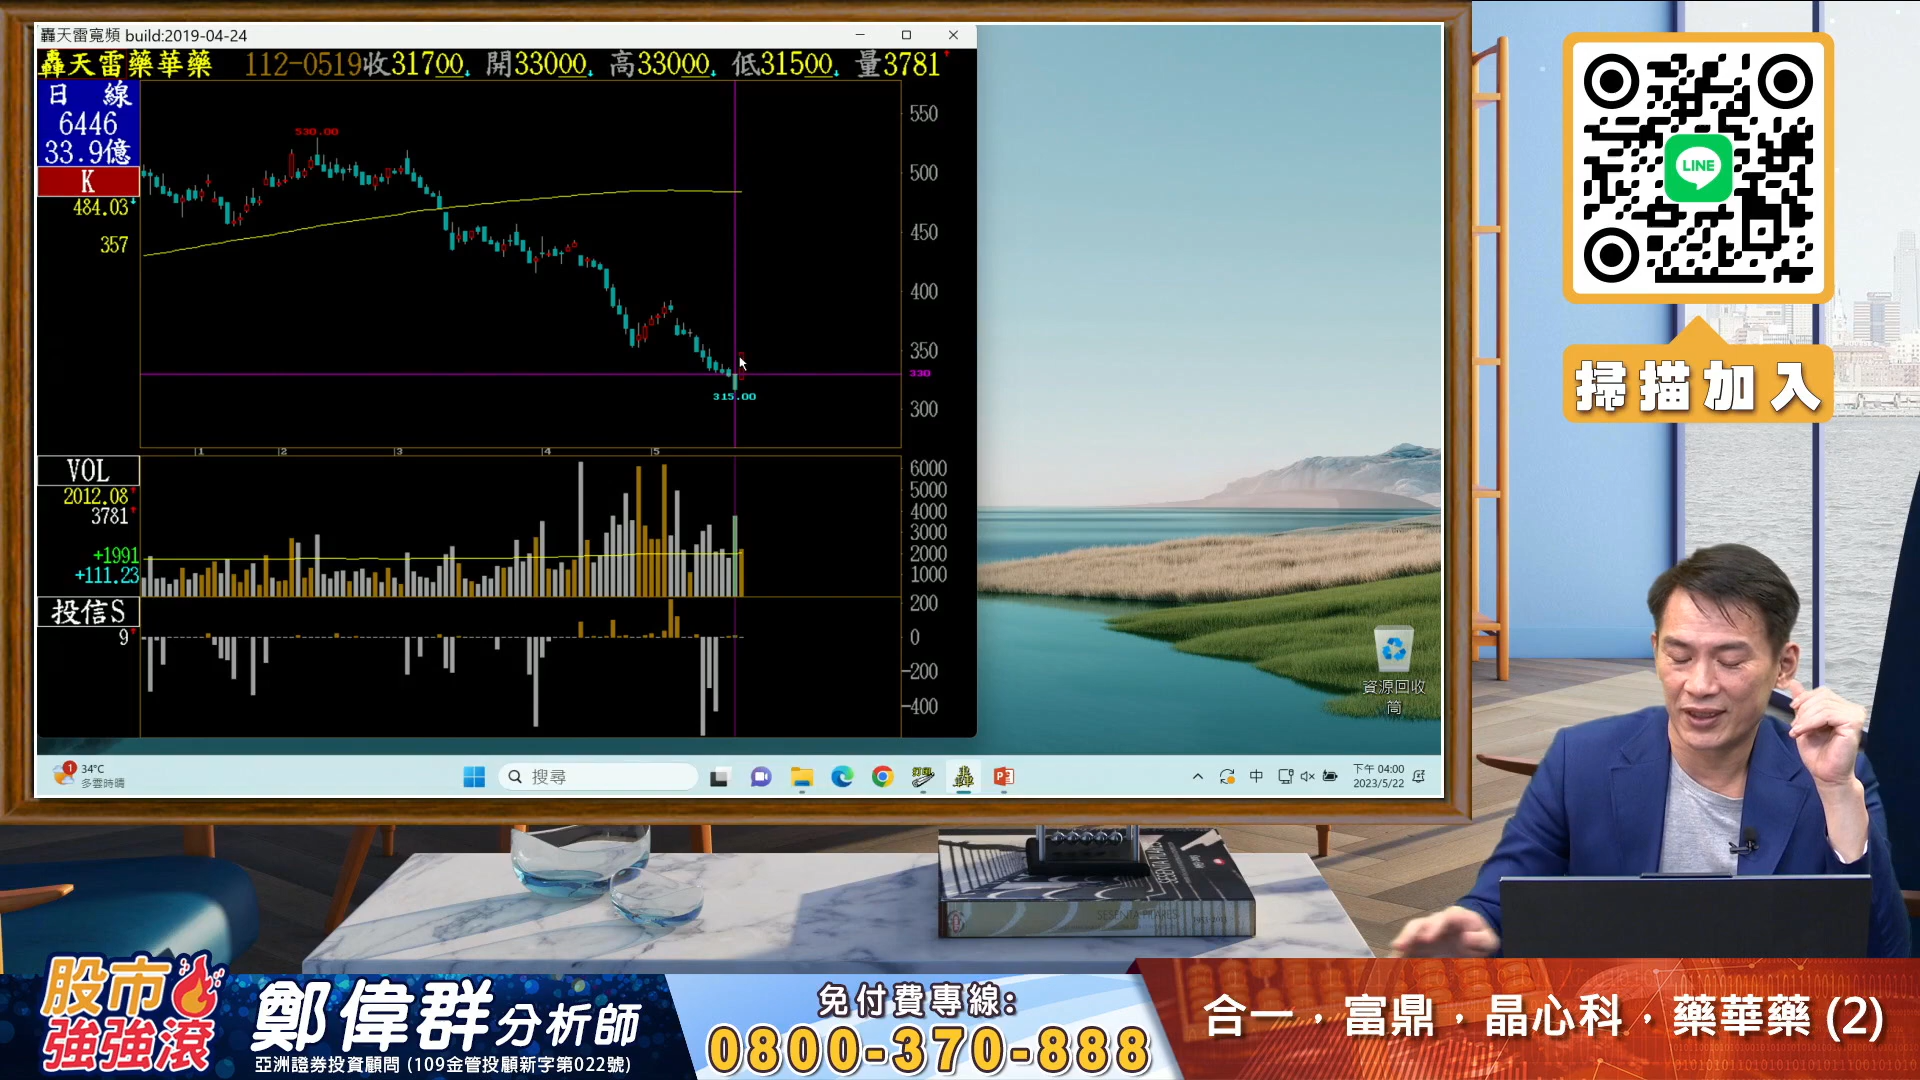 轟天雷寬頻 build:2019-04-24
轟天雷藥華藥 112-0519收31700 開33000 高33000 低31500 量3781
日 線
6446
33.9億
K
484.03
357
530.00
315.00
550
500
450
400
350
330
300
1 2 3 4 5
VOL
2012.08
3781
+1991
+111.23
6000
5000
4000
3000
2000
1000
投信S
9
200
0
-200
-400
資源回收
筒
1
34°C
多雲時晴
搜尋
中
下午 04:00
2023/5/22
LINE
掃描加入
SESENTA PILARES
股市
強強滾
鄭偉群分析師
亞洲證券投資顧問 (109金管投顧新字第022號)
免付費專線:
0800-370-888
合一，富鼎，晶心科，藥華藥 (2)